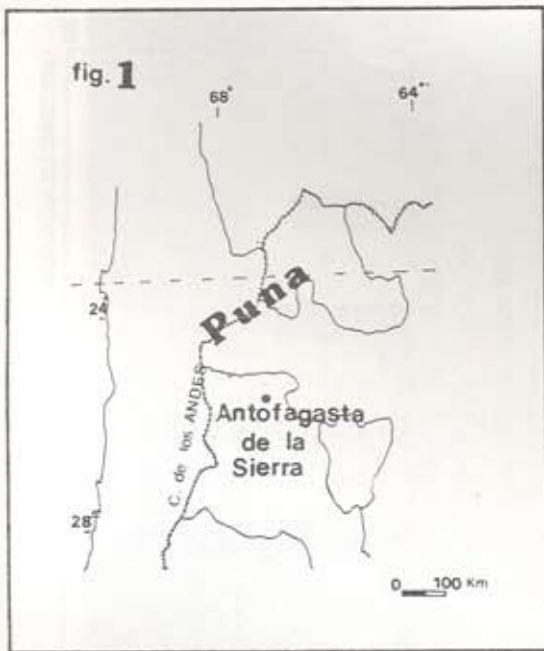 fig. 1
68°
64°
24
Puna
C. de los ANDES
Antofagasta
de la
Sierra
28
0 100 Km